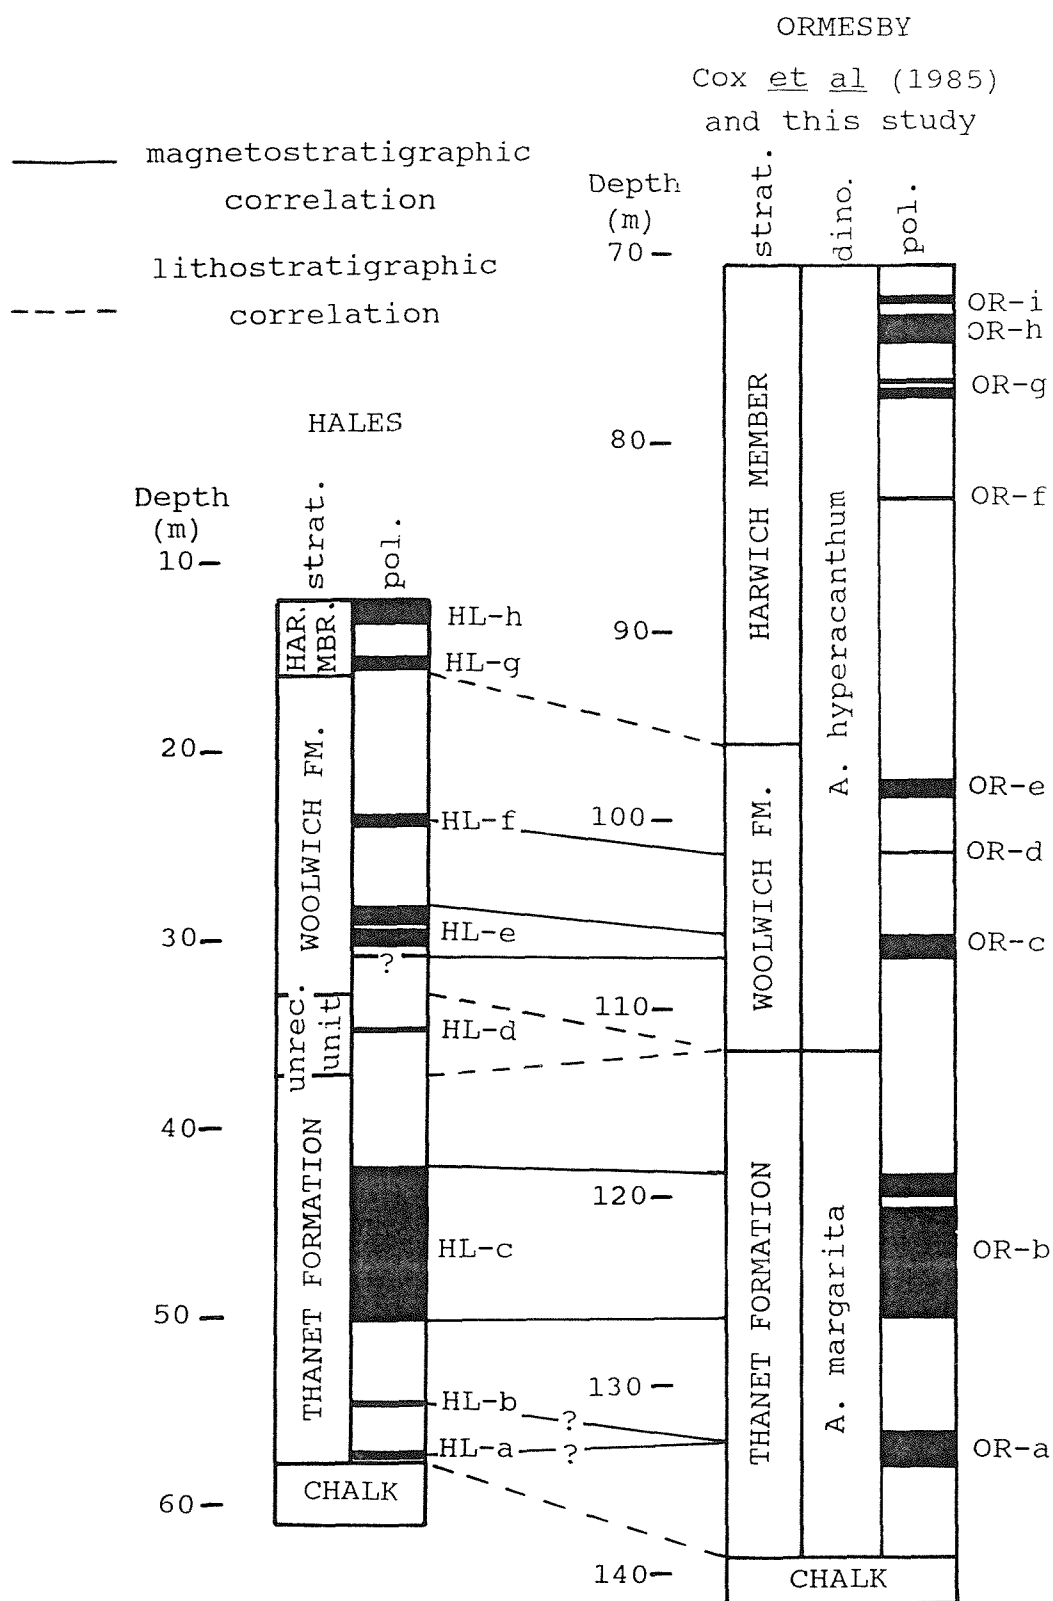 ORMESBY
Cox et al (1985)
and this study
magnetostratigraphic
correlation
lithostratigraphic
correlation
Depth
(m)
strat.
dino.
pol.
70
80
90
100
110
120
130
140
HARWICH MEMBER
WOOLWICH FM.
THANET FORMATION
A. hyperacanthum
A. margarita
CHALK
OR-i
OR-h
OR-g
OR-f
OR-e
OR-d
OR-c
OR-b
OR-a
HALES
Depth
(m)
strat.
pol.
10
20
30
40
50
60
HAR.
MBR.
WOOLWICH FM.
unrec.
unit
THANET FORMATION
CHALK
HL-h
HL-g
HL-f
HL-e
?
HL-d
HL-c
HL-b
?
HL-a
?